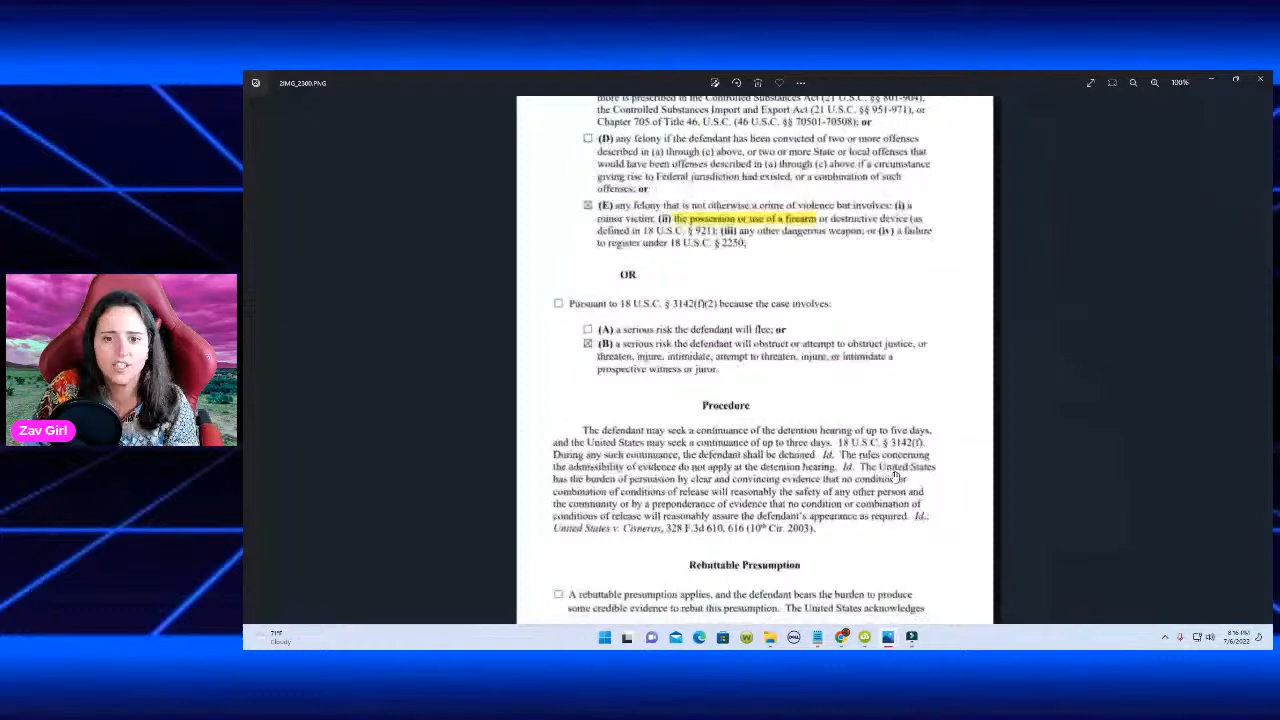 2IMG_2300.PNG
100%
more is prescribed in the Controlled Substances Act (21 U.S.C. §§ 801-904),
the Controlled Substances Import and Export Act (21 U.S.C. §§ 951-971), or
Chapter 705 of Title 46, U.S.C. (46 U.S.C. §§ 70501-70508); or
(D) any felony if the defendant has been convicted of two or more offenses
described in (a) through (c) above, or two or more State or local offenses that
would have been offenses described in (a) through (c) above if a circumstance
giving rise to Federal jurisdiction had existed, or a combination of such
offenses; or
(E) any felony that is not otherwise a crime of violence but involves: (i) a
minor victim; (ii) the possession or use of a firearm or destructive device (as
defined in 18 U.S.C. § 921); (iii) any other dangerous weapon; or (iv) a failure
to register under 18 U.S.C. § 2250;
OR
Pursuant to 18 U.S.C. § 3142(f)(2) because the case involves:
(A) a serious risk the defendant will flee; or
(B) a serious risk the defendant will obstruct or attempt to obstruct justice, or
threaten, injure, intimidate, attempt to threaten, injure, or intimidate a
prospective witness or juror.
Procedure
The defendant may seek a continuance of the detention hearing of up to five days,
and the United States may seek a continuance of up to three days. 18 U.S.C. § 3142(f).
During any such continuance, the defendant shall be detained. Id. The rules concerning
the admissibility of evidence do not apply at the detention hearing. Id. The United States
has the burden of persuasion by clear and convincing evidence that no condition or
combination of conditions of release will reasonably the safety of any other person and
the community or by a preponderance of evidence that no condition or combination of
conditions of release will reasonably assure the defendant's appearance as required. Id.;
United States v. Cisneros, 328 F.3d 610, 616 (10th Cir. 2003).
Rebuttable Presumption
A rebuttable presumption applies, and the defendant bears the burden to produce
some credible evidence to rebut this presumption. The United States acknowledges
Zav Girl
71°F
Cloudy
8:16 PM
7/6/2022